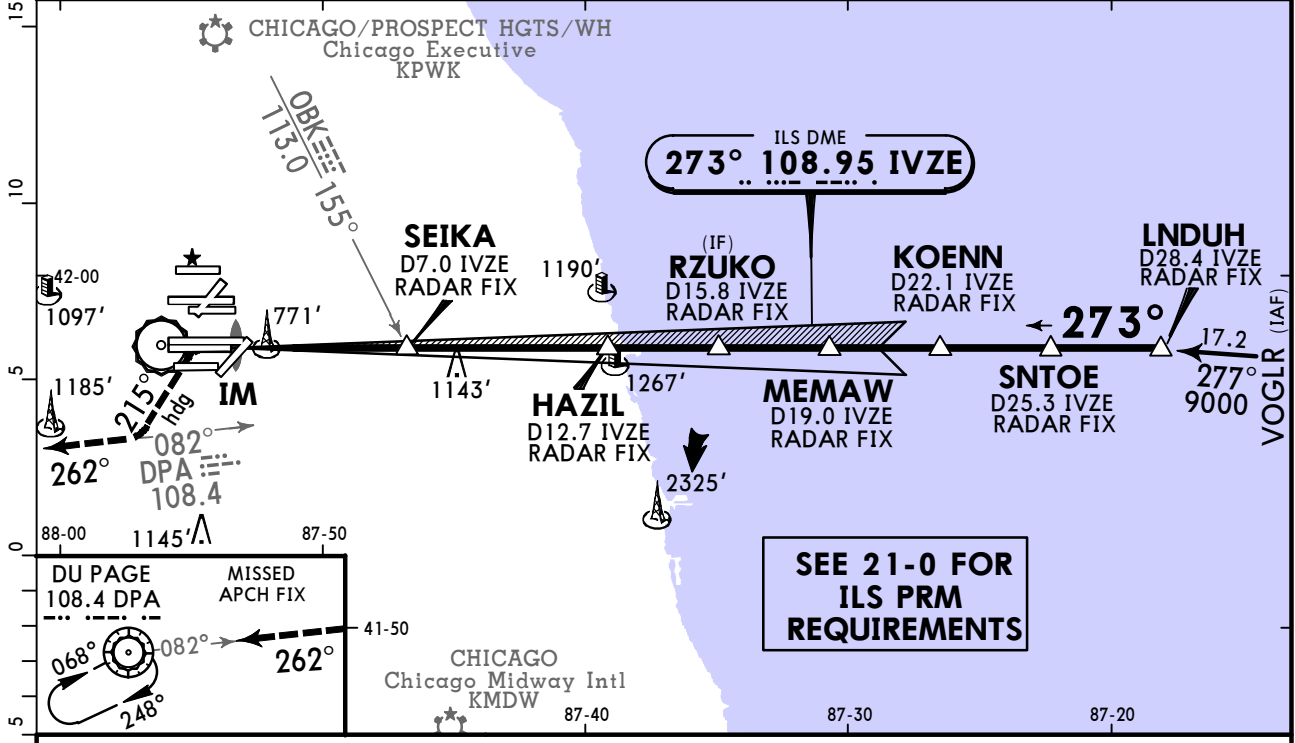 15
CHICAGO/PROSPECT HGTS/WH
Chicago Executive
KPWK
OBK
113.0
155°
ILS DME
273° 108.95 IVZE
10
SEIKA
D7.0 IVZE
RADAR FIX
1190'
(IF)
RZUKO
D15.8 IVZE
RADAR FIX
KOENN
D22.1 IVZE
RADAR FIX
LNDUH
D28.4 IVZE
RADAR FIX
42-00
1097'
771'
273°
17.2
277°
9000
VOGLR (IAF)
5
1185'
IM
1143'
HAZIL
D12.7 IVZE
RADAR FIX
1267'
MEMAW
D19.0 IVZE
RADAR FIX
SNTOE
D25.3 IVZE
RADAR FIX
215°
hdg
082°
262°
DPA
108.4
2325'
1145'
88-00
87-50
0
DU PAGE
108.4 DPA
MISSED
APCH FIX
068°
082°
248°
262°
41-50
SEE 21-0 FOR
ILS PRM
REQUIREMENTS
CHICAGO
Chicago Midway Intl
KMDW
87-40
87-30
87-20
5